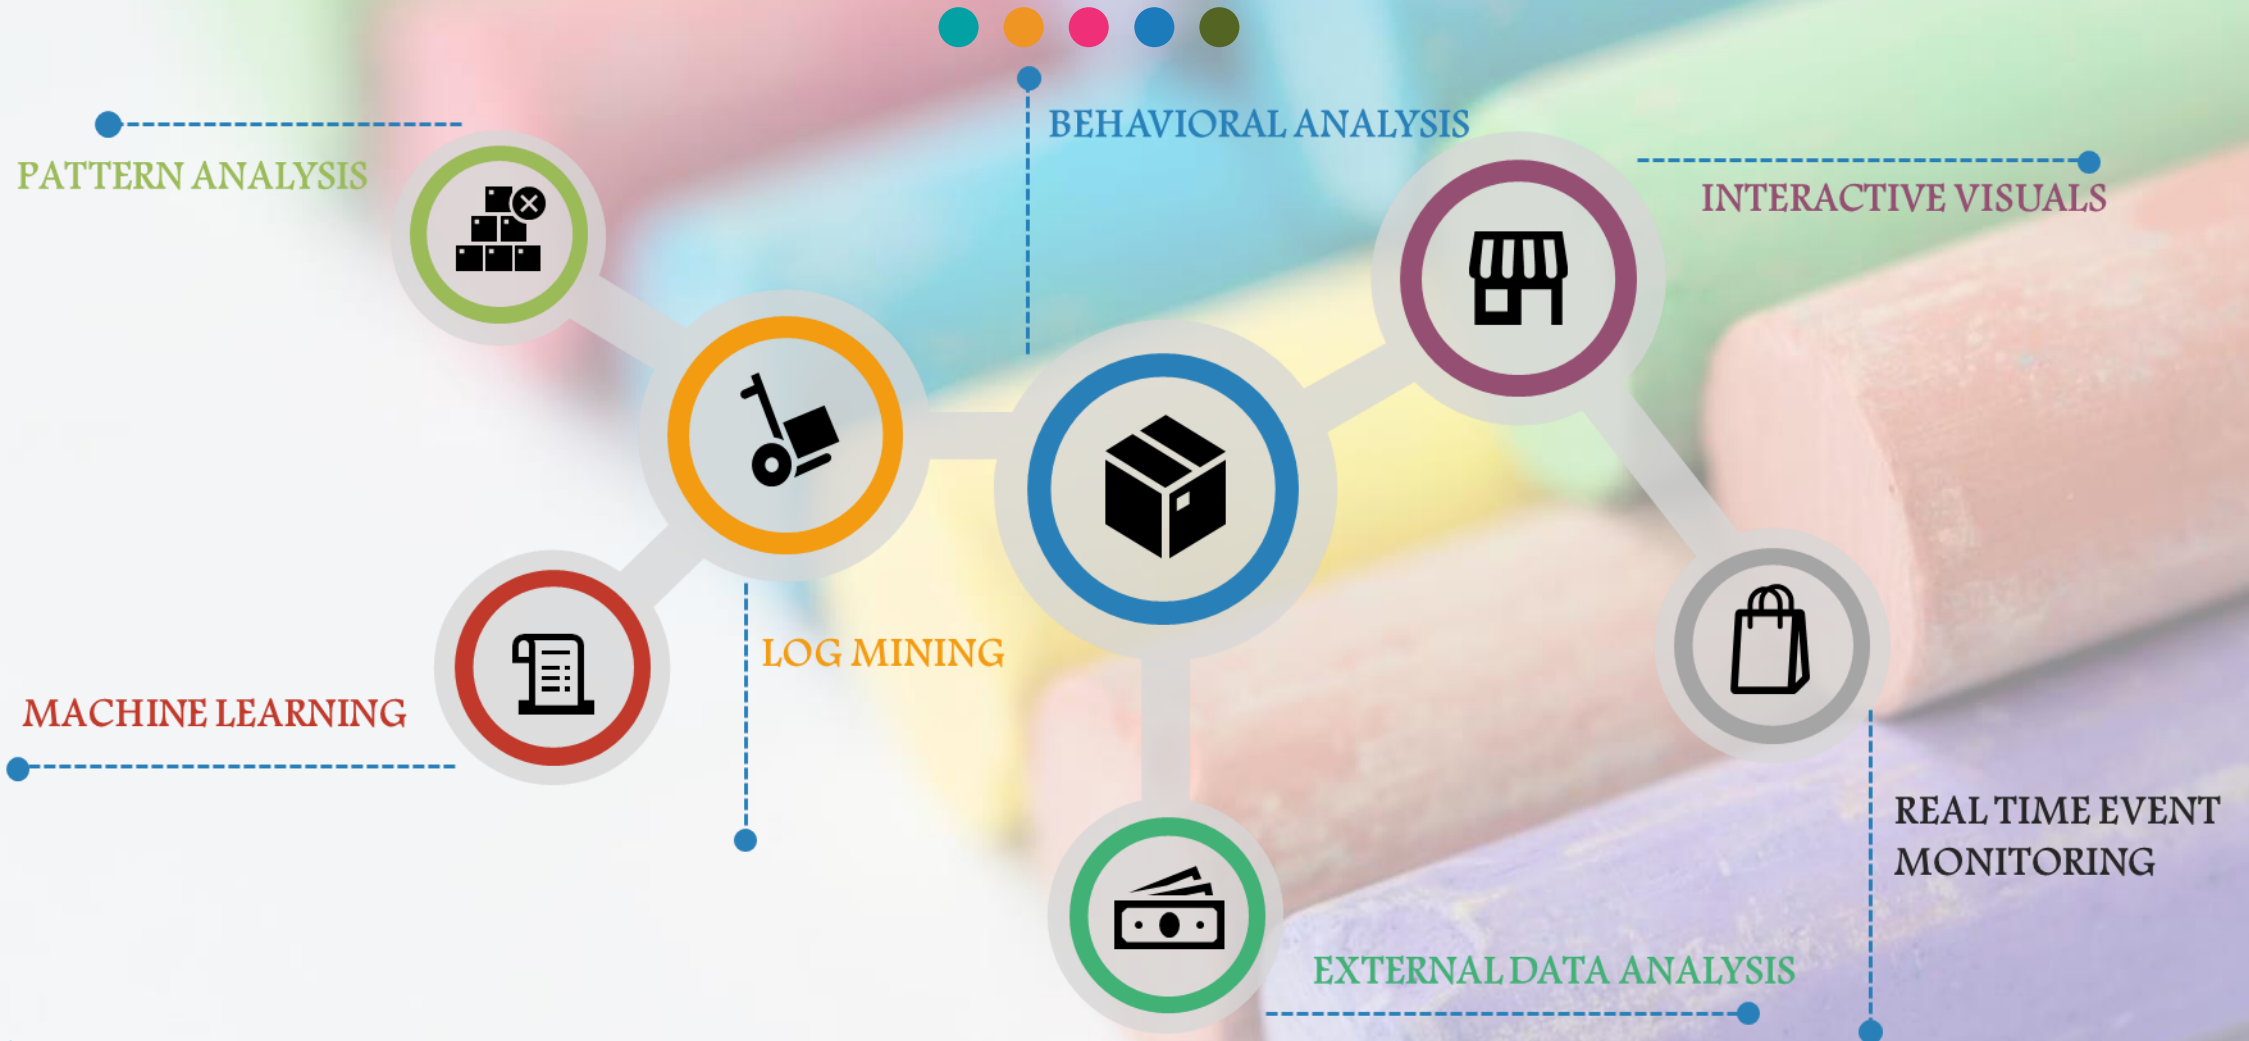 BEHAVIORAL ANALYSIS
PATTERN ANALYSIS
INTERACTIVE VISUALS
LOG MINING
MACHINE LEARNING
REAL TIME EVENT
MONITORING
EXTERNAL DATA ANALYSIS